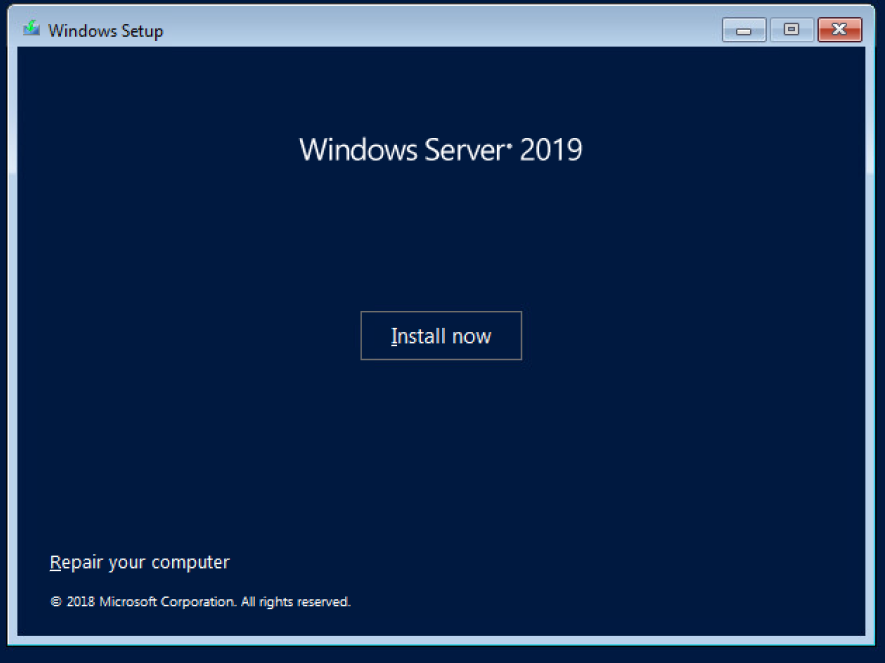 Windows Setup
Windows Server® 2019
Install now
Repair your computer
© 2018 Microsoft Corporation. All rights reserved.